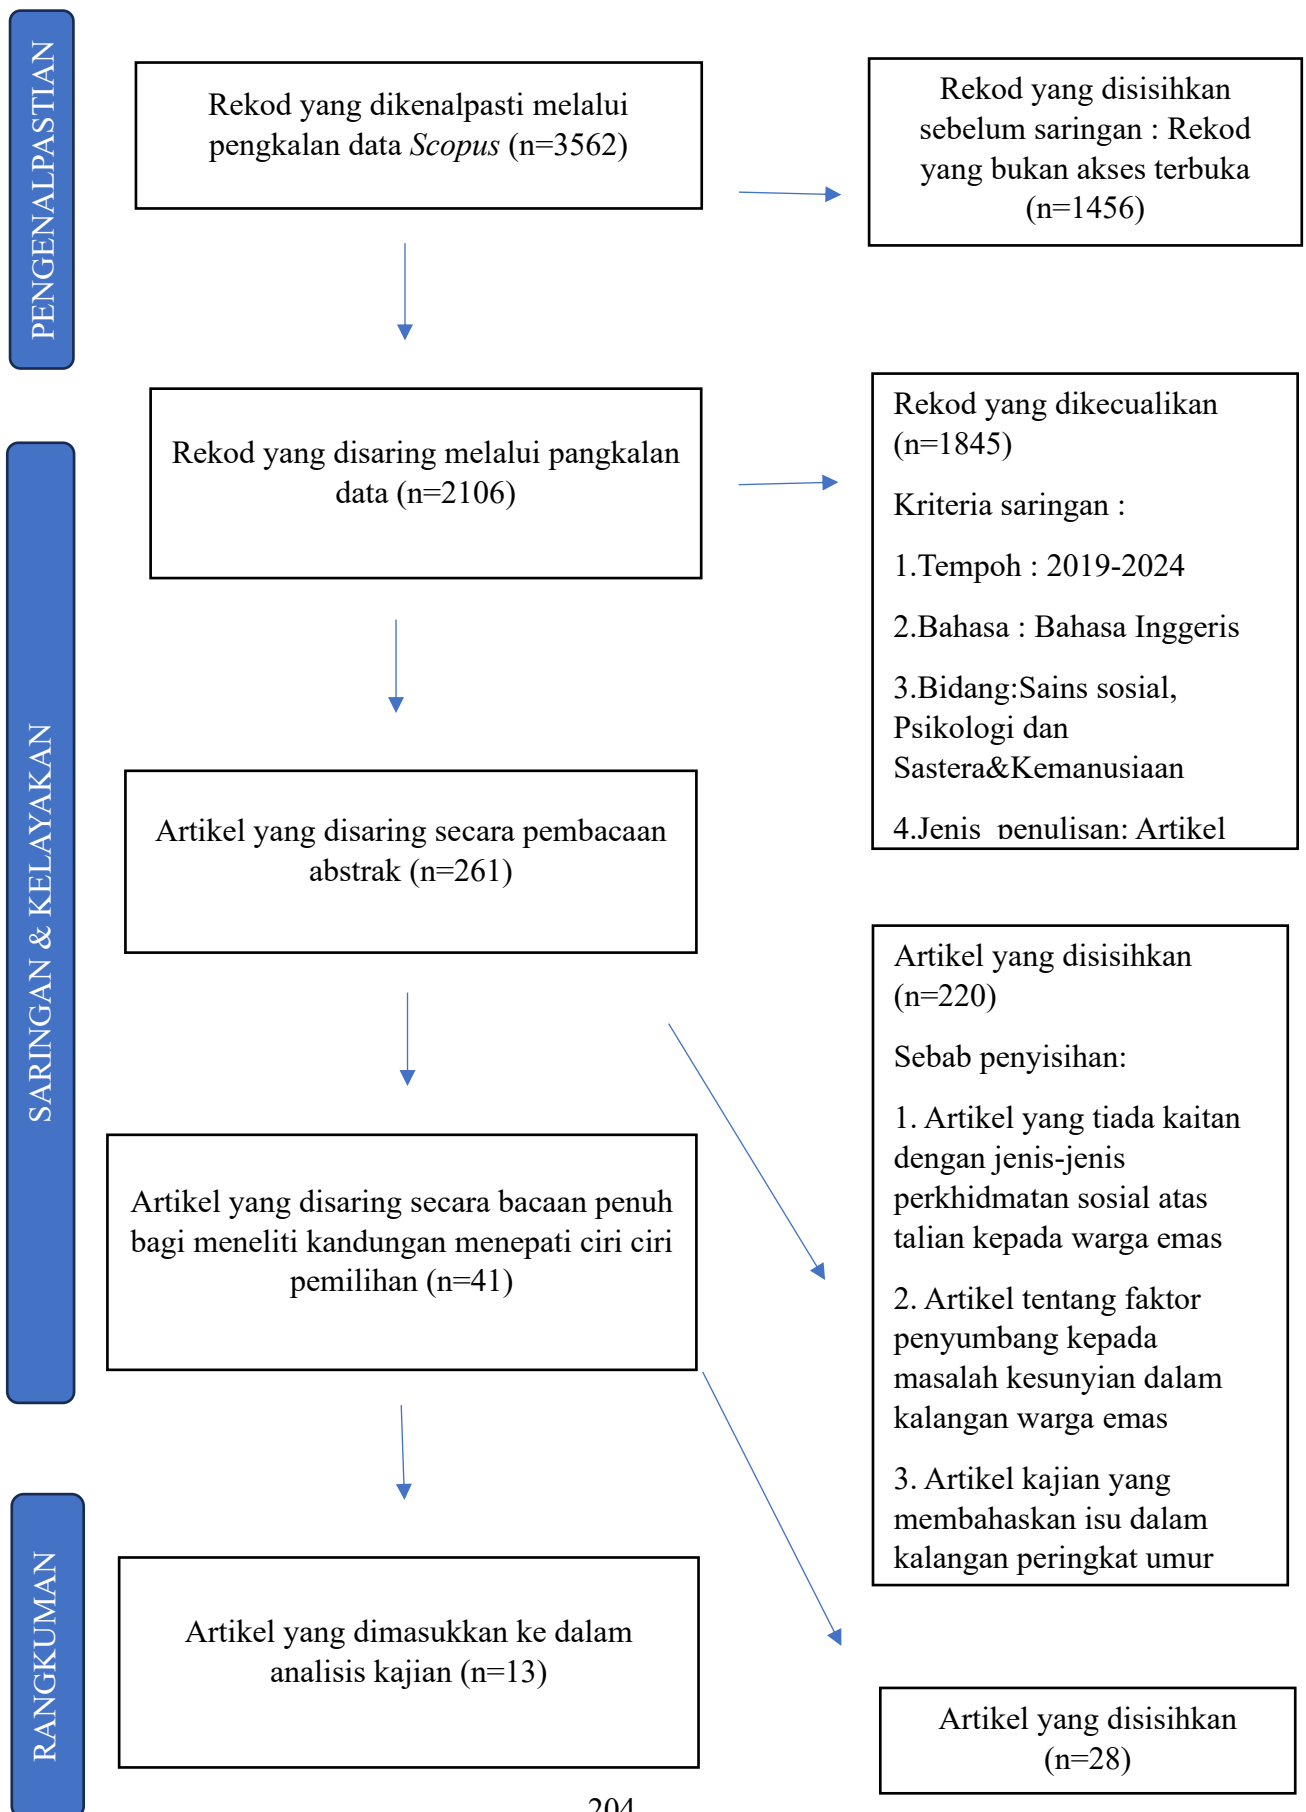 PENGENALPASTIAN
Rekod yang dikenalpasti melalui
pengkalan data Scopus (n=3562)
Rekod yang disisihkan
sebelum saringan : Rekod
yang bukan akses terbuka
(n=1456)
SARINGAN & KELAYAKAN
Rekod yang disaring melalui pangkalan
data (n=2106)
Rekod yang dikecualikan
(n=1845)
Kriteria saringan :
1.Tempoh : 2019-2024
2.Bahasa : Bahasa Inggeris
3.Bidang:Sains sosial,
Psikologi dan
Sastera&Kemanusiaan
4.Jenis penulisan: Artikel
Artikel yang disaring secara pembacaan
abstrak (n=261)
Artikel yang disisihkan
(n=220)
Sebab penyisihan:
1. Artikel yang tiada kaitan
dengan jenis-jenis
perkhidmatan sosial atas
talian kepada warga emas
2. Artikel tentang faktor
penyumbang kepada
masalah kesunyian dalam
kalangan warga emas
3. Artikel kajian yang
membahaskan isu dalam
kalangan peringkat umur
Artikel yang disaring secara bacaan penuh
bagi meneliti kandungan menepati ciri ciri
pemilihan (n=41)
RANGKUMAN
Artikel yang dimasukkan ke dalam
analisis kajian (n=13)
Artikel yang disisihkan
(n=28)
204